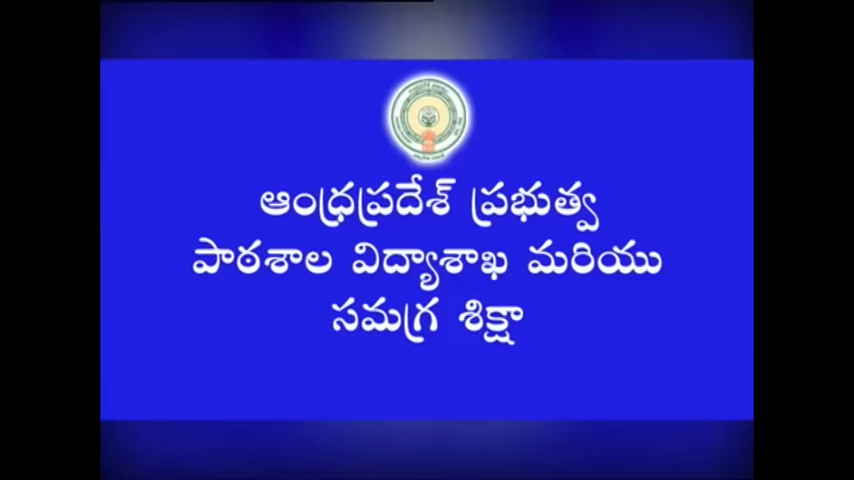 ఆంధ్రప్రదేశ్ ప్రభుత్వ
పాఠశాల విద్యాశాఖ మరియు
సమగ్ర శిక్షా